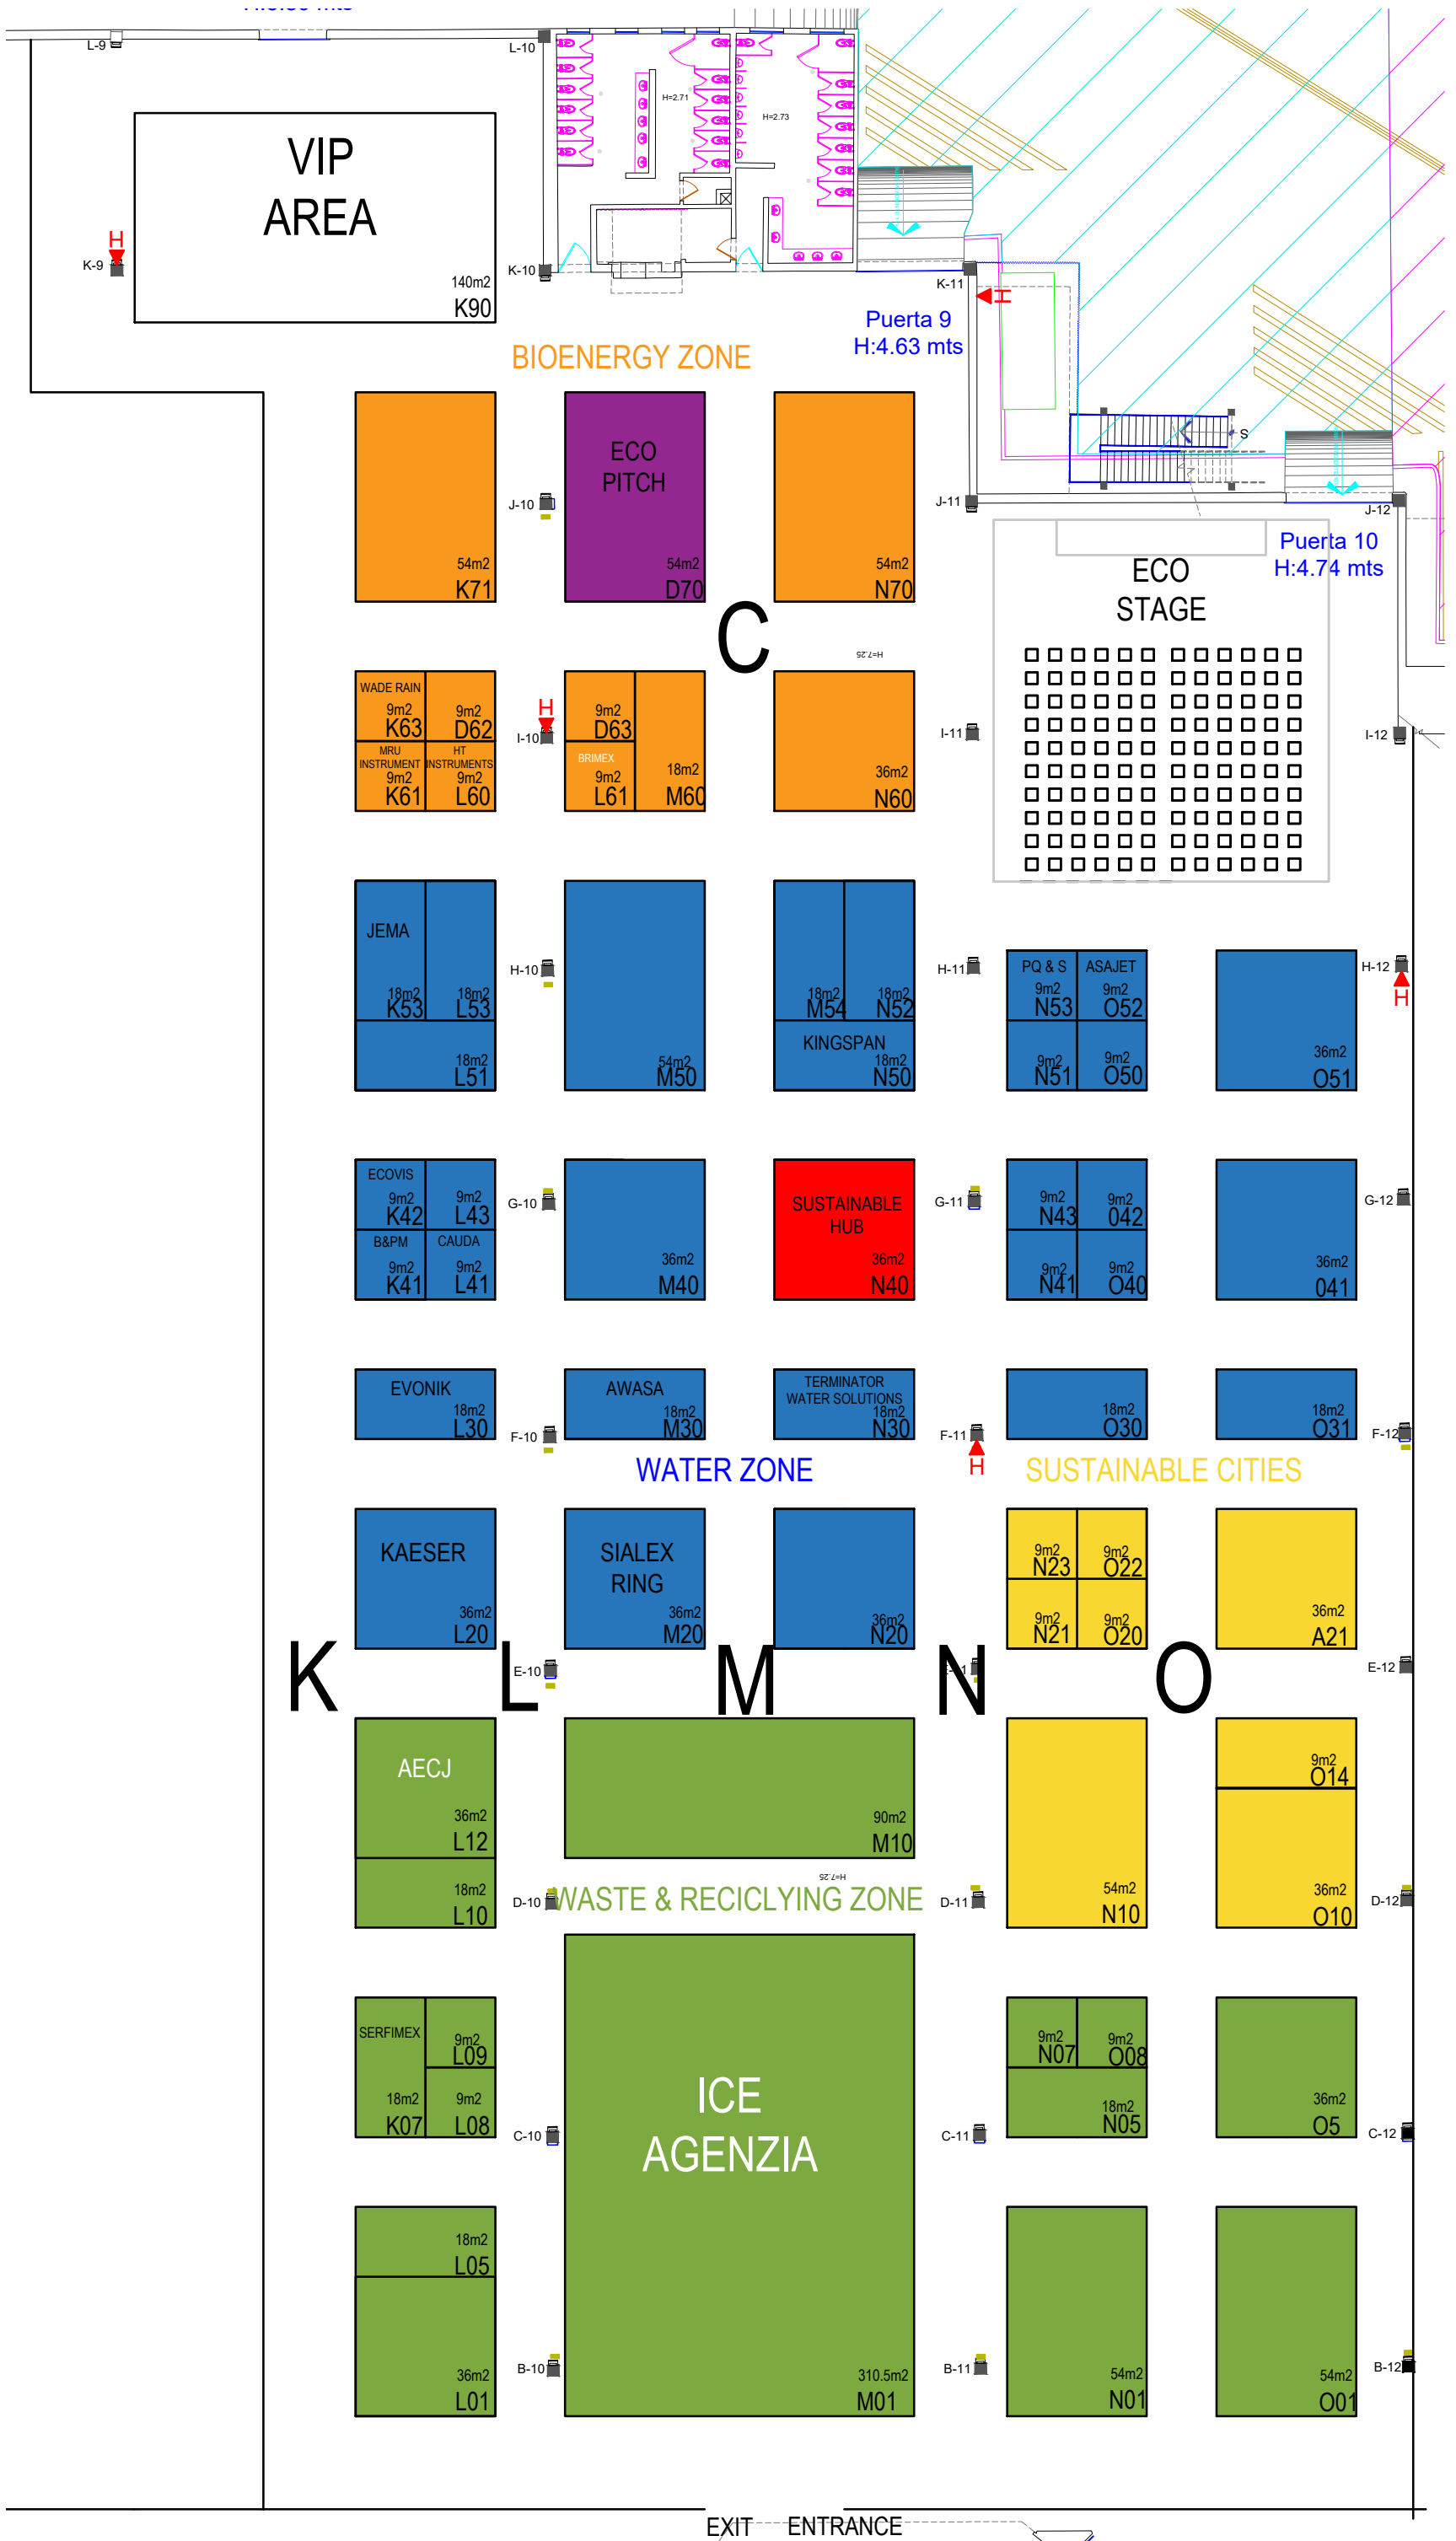 L-9
L-10
H=2.71
H=2.73
VIP
AREA
H
K-9
K-10
140m2
K90
K-11
H
Puerta 9
H:4.63 mts
BIOENERGY ZONE
S
ECO
PITCH
J-10
J-11
J-12
54m2
K71
54m2
D70
54m2
N70
Puerta 10
H:4.74 mts
ECO
STAGE
C
H=7.25
WADE RAIN
9m2
K63
9m2
D62
H
I-10
9m2
D63
I-11
I-12
MRU
INSTRUMENT
9m2
K61
HT
INSTRUMENTS
9m2
L60
BRIMEX
9m2
L61
18m2
M60
36m2
N60
JEMA
18m2
K53
18m2
L53
H-10
18m2
M54
18m2
N52
H-11
PQ & S
9m2
N53
ASAJET
9m2
O52
H-12
H
18m2
L51
54m2
M50
KINGSPAN
18m2
N50
9m2
N51
9m2
O50
36m2
O51
ECOVIS
9m2
K42
9m2
L43
G-10
SUSTAINABLE
HUB
G-11
9m2
N43
9m2
042
G-12
B&PM
9m2
K41
CAUDA
9m2
L41
36m2
M40
36m2
N40
9m2
N41
9m2
O40
36m2
041
EVONIK
18m2
L30
F-10
AWASA
18m2
M30
TERMINATOR
WATER SOLUTIONS
18m2
N30
F-11
H
18m2
O30
18m2
O31
F-12
WATER ZONE
SUSTAINABLE CITIES
KAESER
36m2
L20
SIALEX
RING
36m2
M20
36m2
N20
9m2
N23
9m2
O22
9m2
N21
9m2
O20
36m2
A21
K L M N O
E-10
E-12
AECJ
36m2
L12
90m2
M10
9m2
O14
18m2
L10
D-10
H=7.25
WASTE & RECICLYING ZONE
D-11
54m2
N10
36m2
O10
D-12
SERFIMEX
18m2
K07
9m2
L09
9m2
L08
C-10
ICE
AGENZIA
C-11
9m2
N07
9m2
O08
18m2
N05
36m2
O5
C-12
18m2
L05
36m2
L01
B-10
310.5m2
M01
B-11
54m2
N01
54m2
O01
B-12
EXIT
ENTRANCE